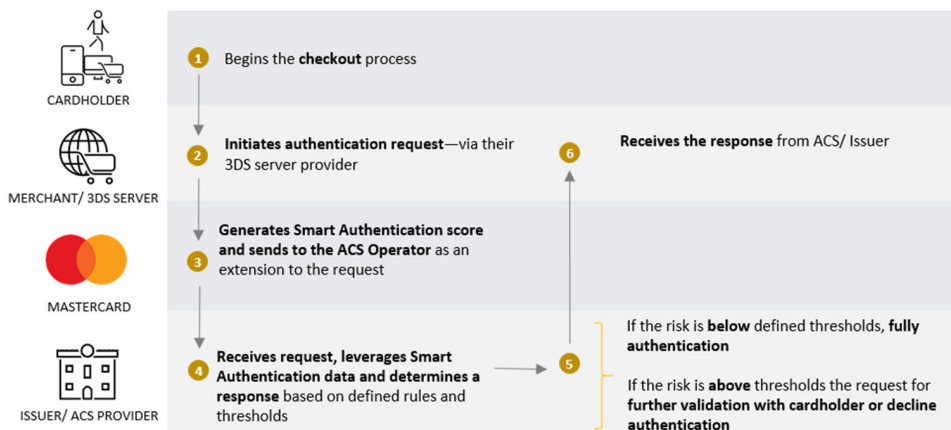 CARDHOLDER
1 Begins the checkout process
MERCHANT/ 3DS SERVER
2 Initiates authentication request—via their
3DS server provider
6 Receives the response from ACS/ Issuer
MASTERCARD
3 Generates Smart Authentication score
and sends to the ACS Operator as an
extension to the request
ISSUER/ ACS PROVIDER
4 Receives request, leverages Smart
Authentication data and determines a
response based on defined rules and
thresholds
5
If the risk is below defined thresholds, fully
authentication
If the risk is above thresholds the request for
further validation with cardholder or decline
authentication